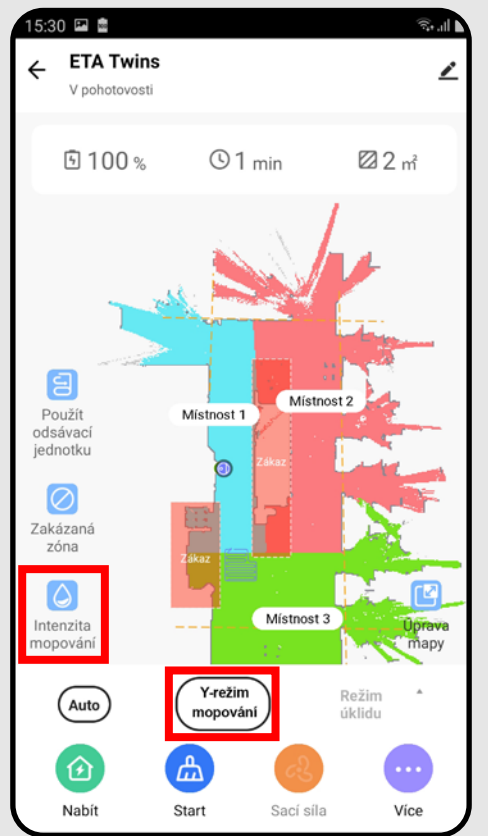 15:30
ETA Twins
V pohotovosti
100 %
1 min
2 ㎡
Místnost 1
Místnost 2
Použít
odsávací
jednotku
Zákaz
Zakázaná
zóna
Zákaz
Intenzita
mopování
Místnost 3
Úprava
mapy
Auto
Y-režim
mopování
Režim
úklidu
Nabít
Start
Sací síla
Více